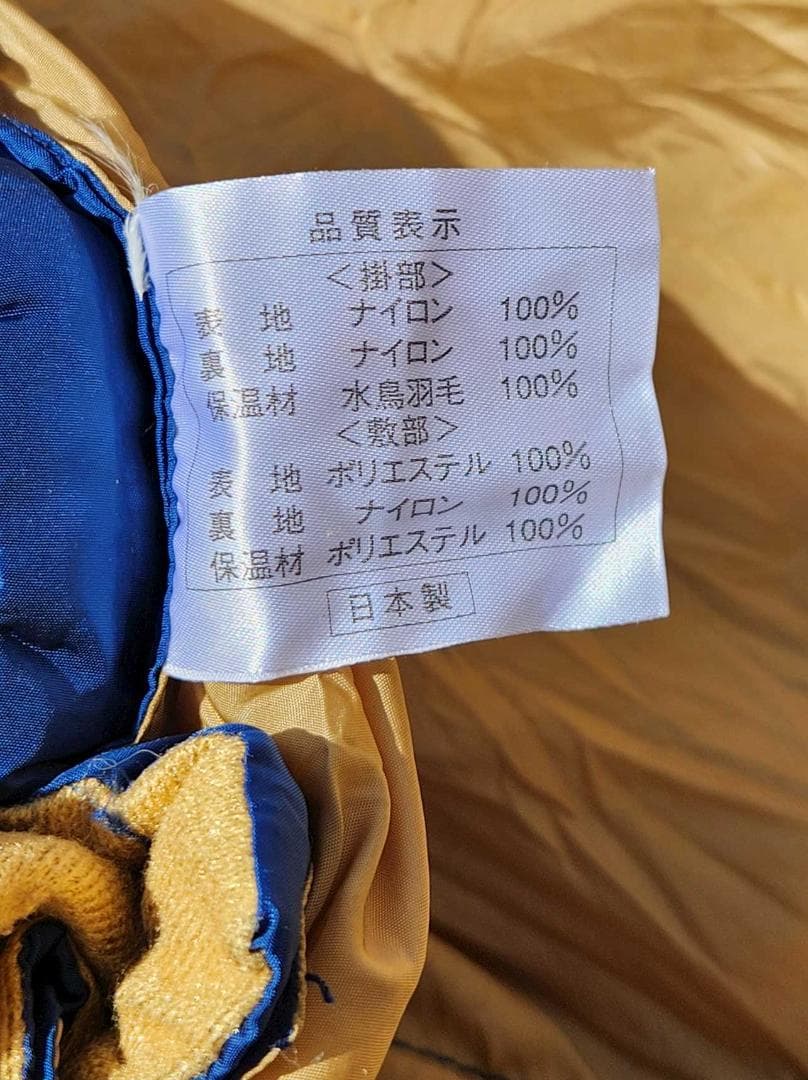 品質表示
<掛部>
表 地 ナイロン 100%
裏 地 ナイロン 100%
保温材 水鳥羽毛 100%
<敷部>
表 地 ポリエステル 100%
裏 地 ナイロン 100%
保温材 ポリエステル 100%
日本製